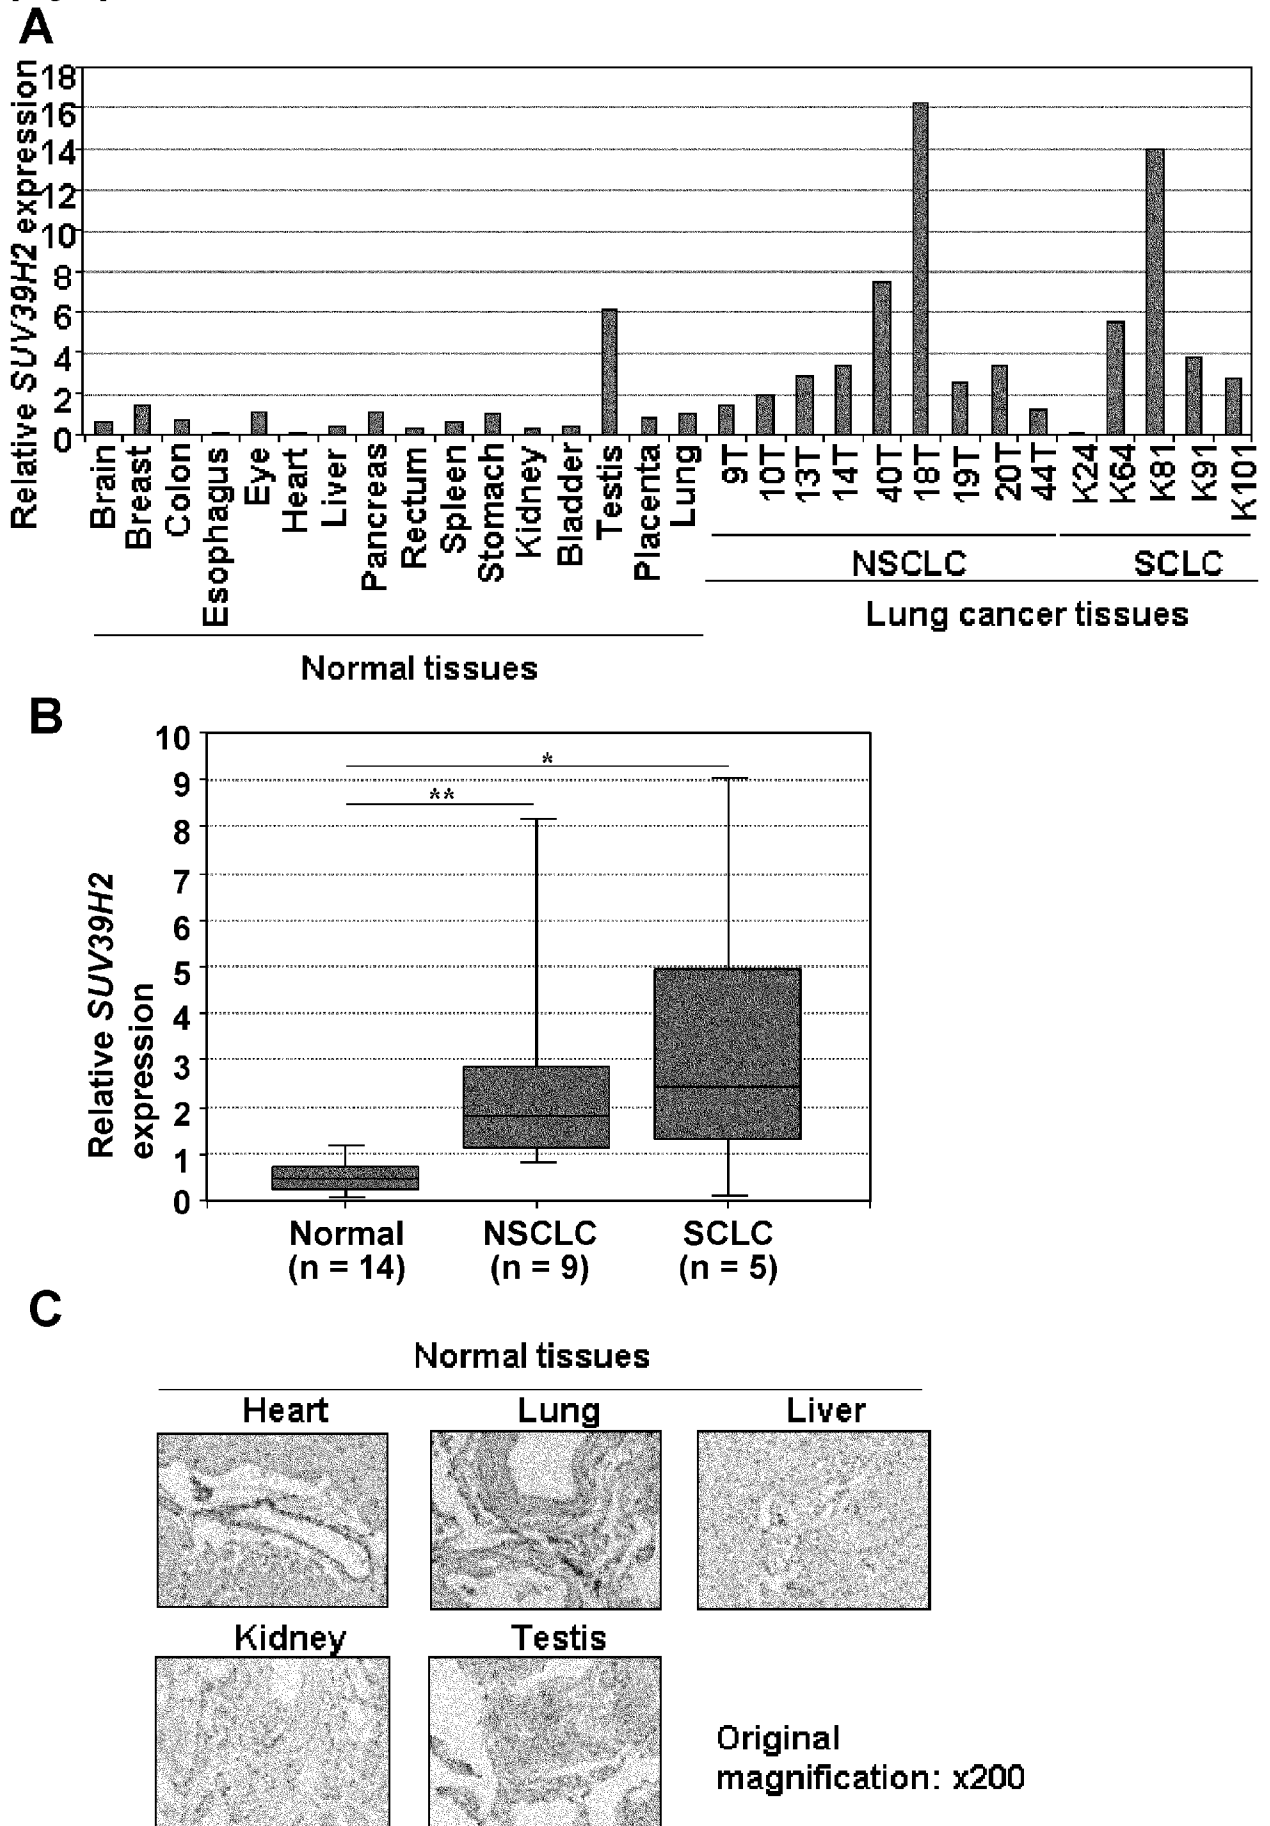 A
Relative SUV39H2 expression
18
16
14
12
10
8
6
4
2
0
Brain
Breast
Colon
Esophagus
Eye
Heart
Liver
Pancreas
Rectum
Spleen
Stomach
Kidney
Bladder
Testis
Placenta
Lung
9T
10T
13T
14T
40T
18T
19T
20T
44T
K24
K64
K81
K91
K101
NSCLC
SCLC
Lung cancer tissues
Normal tissues
B
Relative SUV39H2
expression
10
9
8
7
6
5
4
3
2
1
0
*
**
Normal
(n = 14)
NSCLC
(n = 9)
SCLC
(n = 5)
C
Normal tissues
Heart
Lung
Liver
Kidney
Testis
Original
magnification: x200